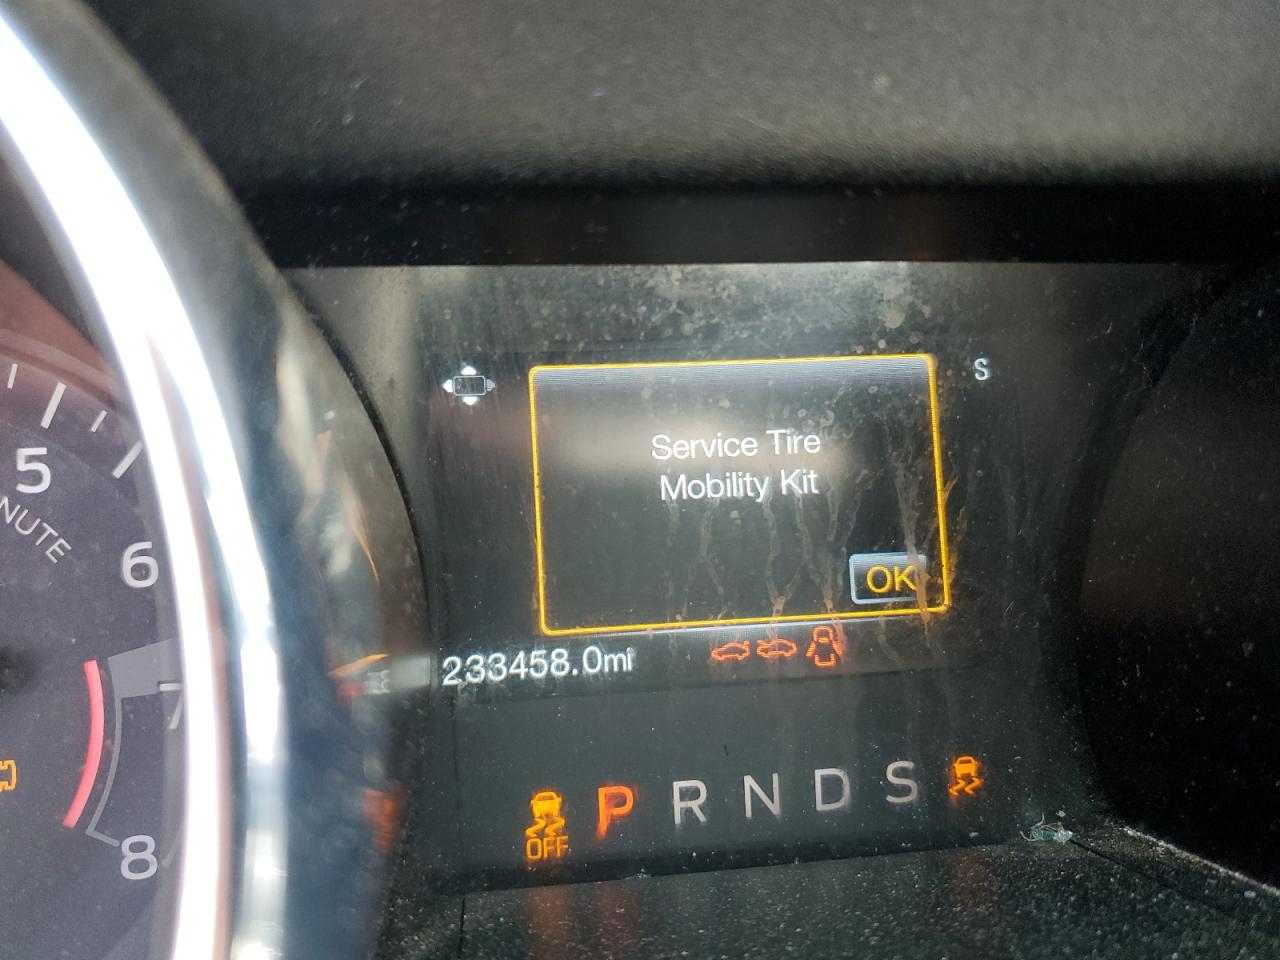 S
Service Tire
Mobility Kit
OK
5
NUTE
6
233458.0mi
7
P R N D S
OFF
8